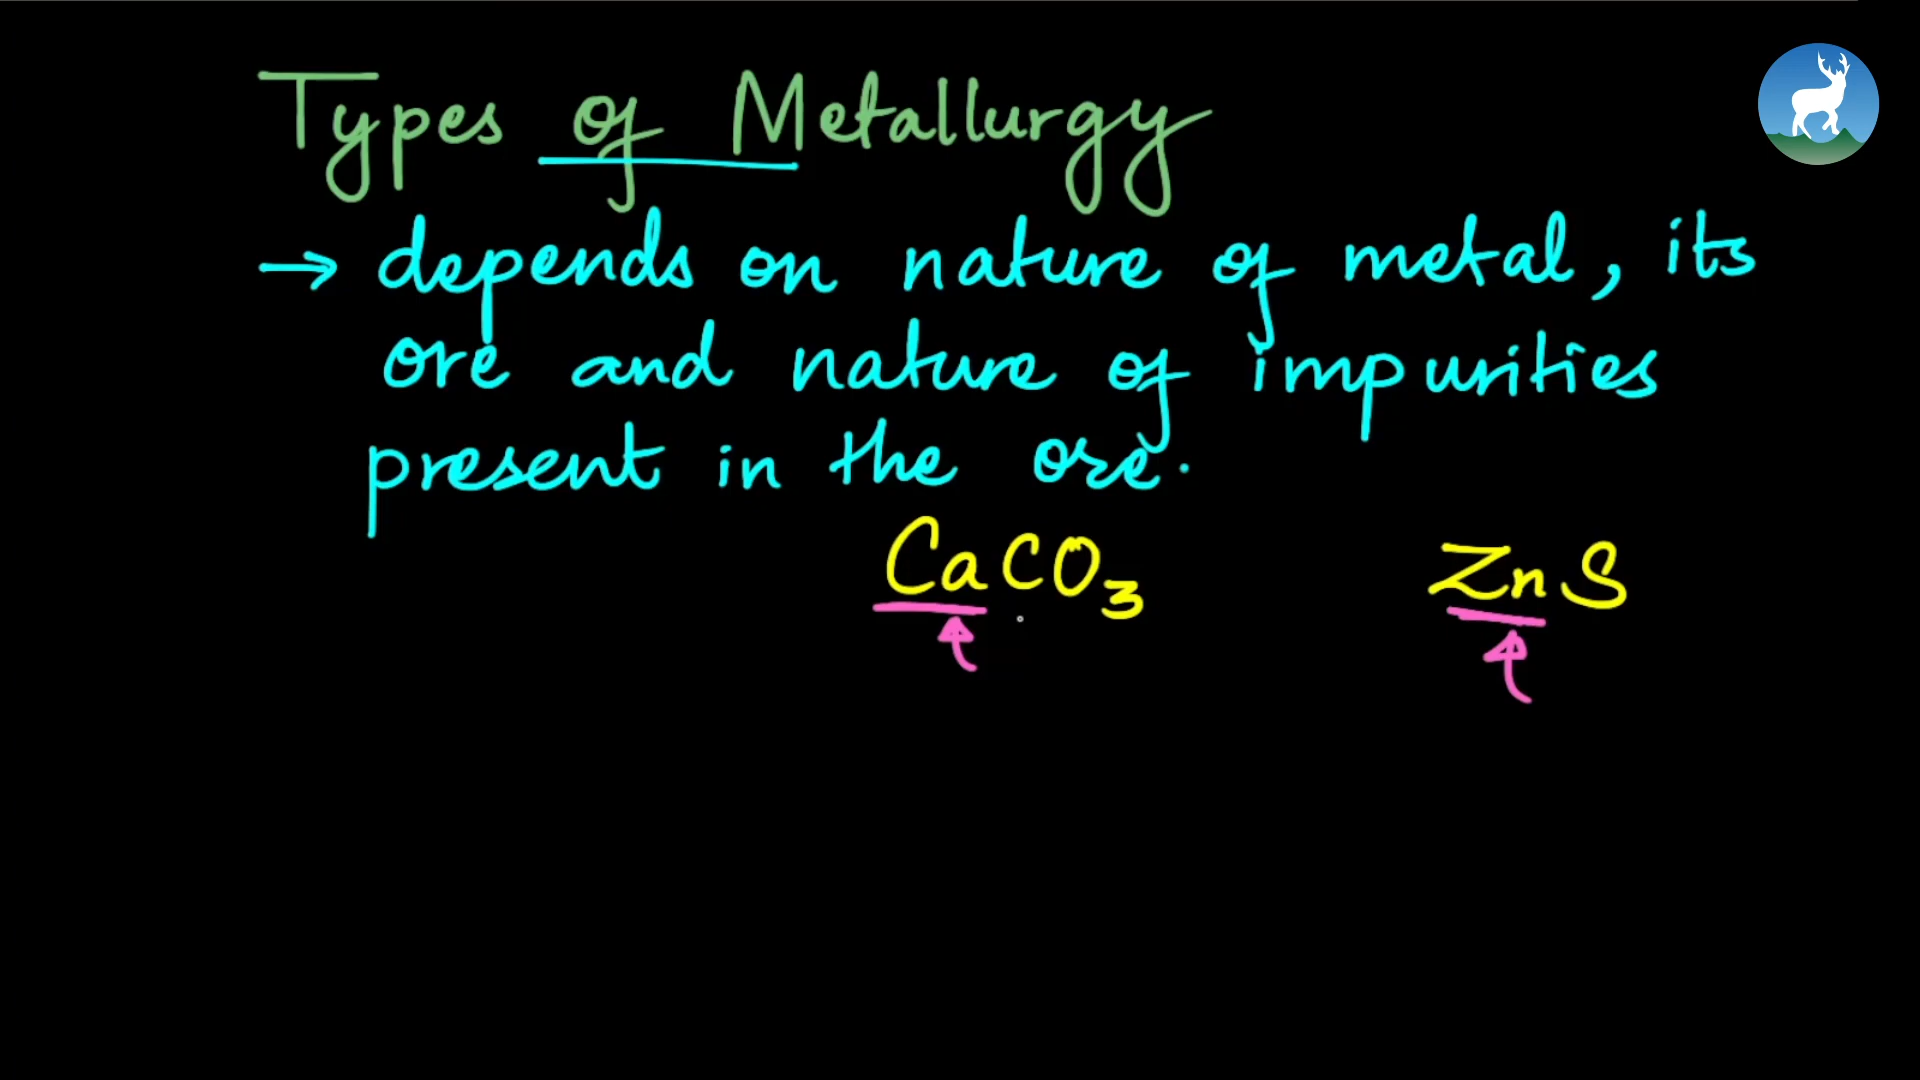 Types of Metallurgy
→ depends on nature of metal, its
ore and nature of impurities
present in the ore.
CaCO₃ ZnS